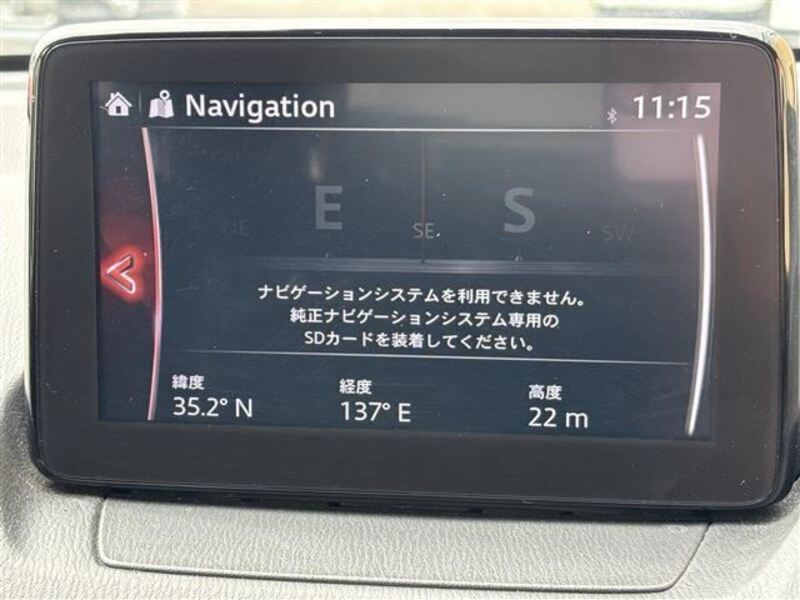 Navigation
11:15
NE E SE S SW
ナビゲーションシステムを利用できません。
純正ナビゲーションシステム専用の
SDカードを装着してください。
緯度 経度 高度
35.2° N 137° E 22 m